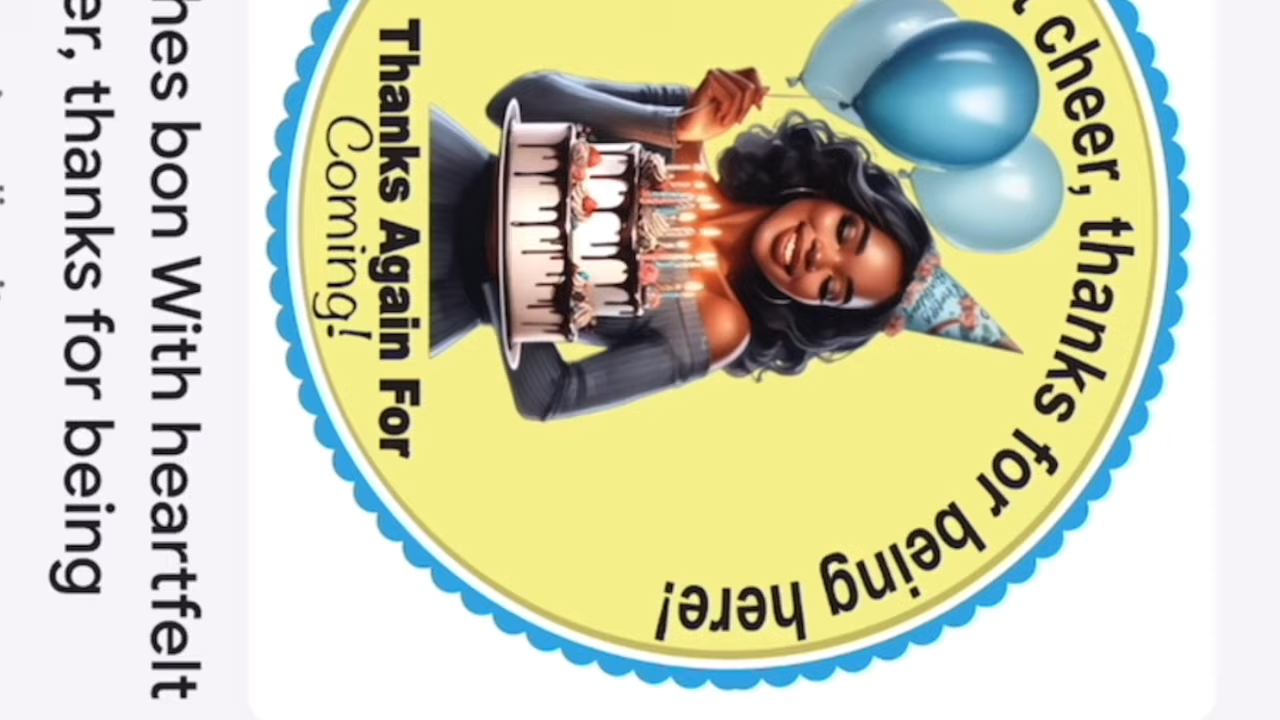 cheer, thanks for being here!
Thanks Again For
Coming!
hes bon With heartfelt
er, thanks for being